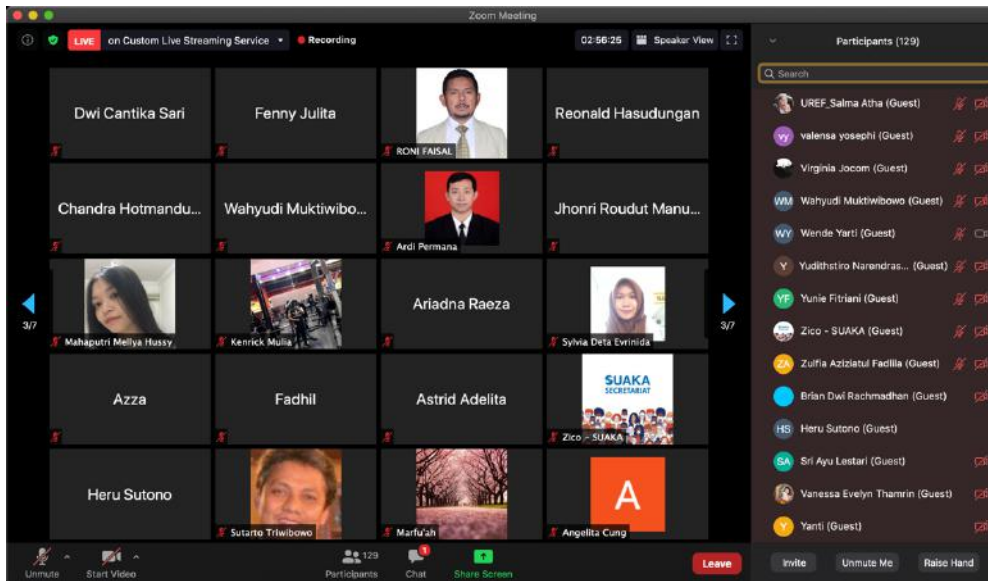 Zoom Meeting
LIVE on Custom Live Streaming Service
Recording
02:56:25
Speaker View
Dwi Cantika Sari
Fenny Julita
RONI FAISAL
Reonald Hasudungan
Chandra Hotmandu...
Wahyudi Muktiwibo...
Ardi Permana
Jhonri Roudut Manu...
3/7
Mahaputri Mellya Hussy
Kenrick Mulia
Ariadna Raeza
Sylvia Deta Evrinida
3/7
Azza
Fadhil
Astrid Adelita
SUAKA
SECRETARIAT
Zico - SUAKA
Heru Sutono
Sutarto Triwibowo
Marfu'ah
A
Angelita Cung
Unmute
Start Video
129
Participants
1
Chat
Share Screen
Leave
Participants (129)
Search
UREF_Salma Atha (Guest)
vy valensa yosephi (Guest)
Virginia Jocom (Guest)
WM Wahyudi Muktiwibowo (Guest)
WY Wende Yarti (Guest)
Y Yudithstiro Narendras... (Guest)
YF Yunie Fitriani (Guest)
Zico - SUAKA (Guest)
ZA Zulfia Aziziatul Fadlila (Guest)
Brian Dwi Rachmadhan (Guest)
HS Heru Sutono (Guest)
SA Sri Ayu Lestari (Guest)
Vanessa Evelyn Thamrin (Guest)
Y Yanti (Guest)
Invite
Unmute Me
Raise Hand